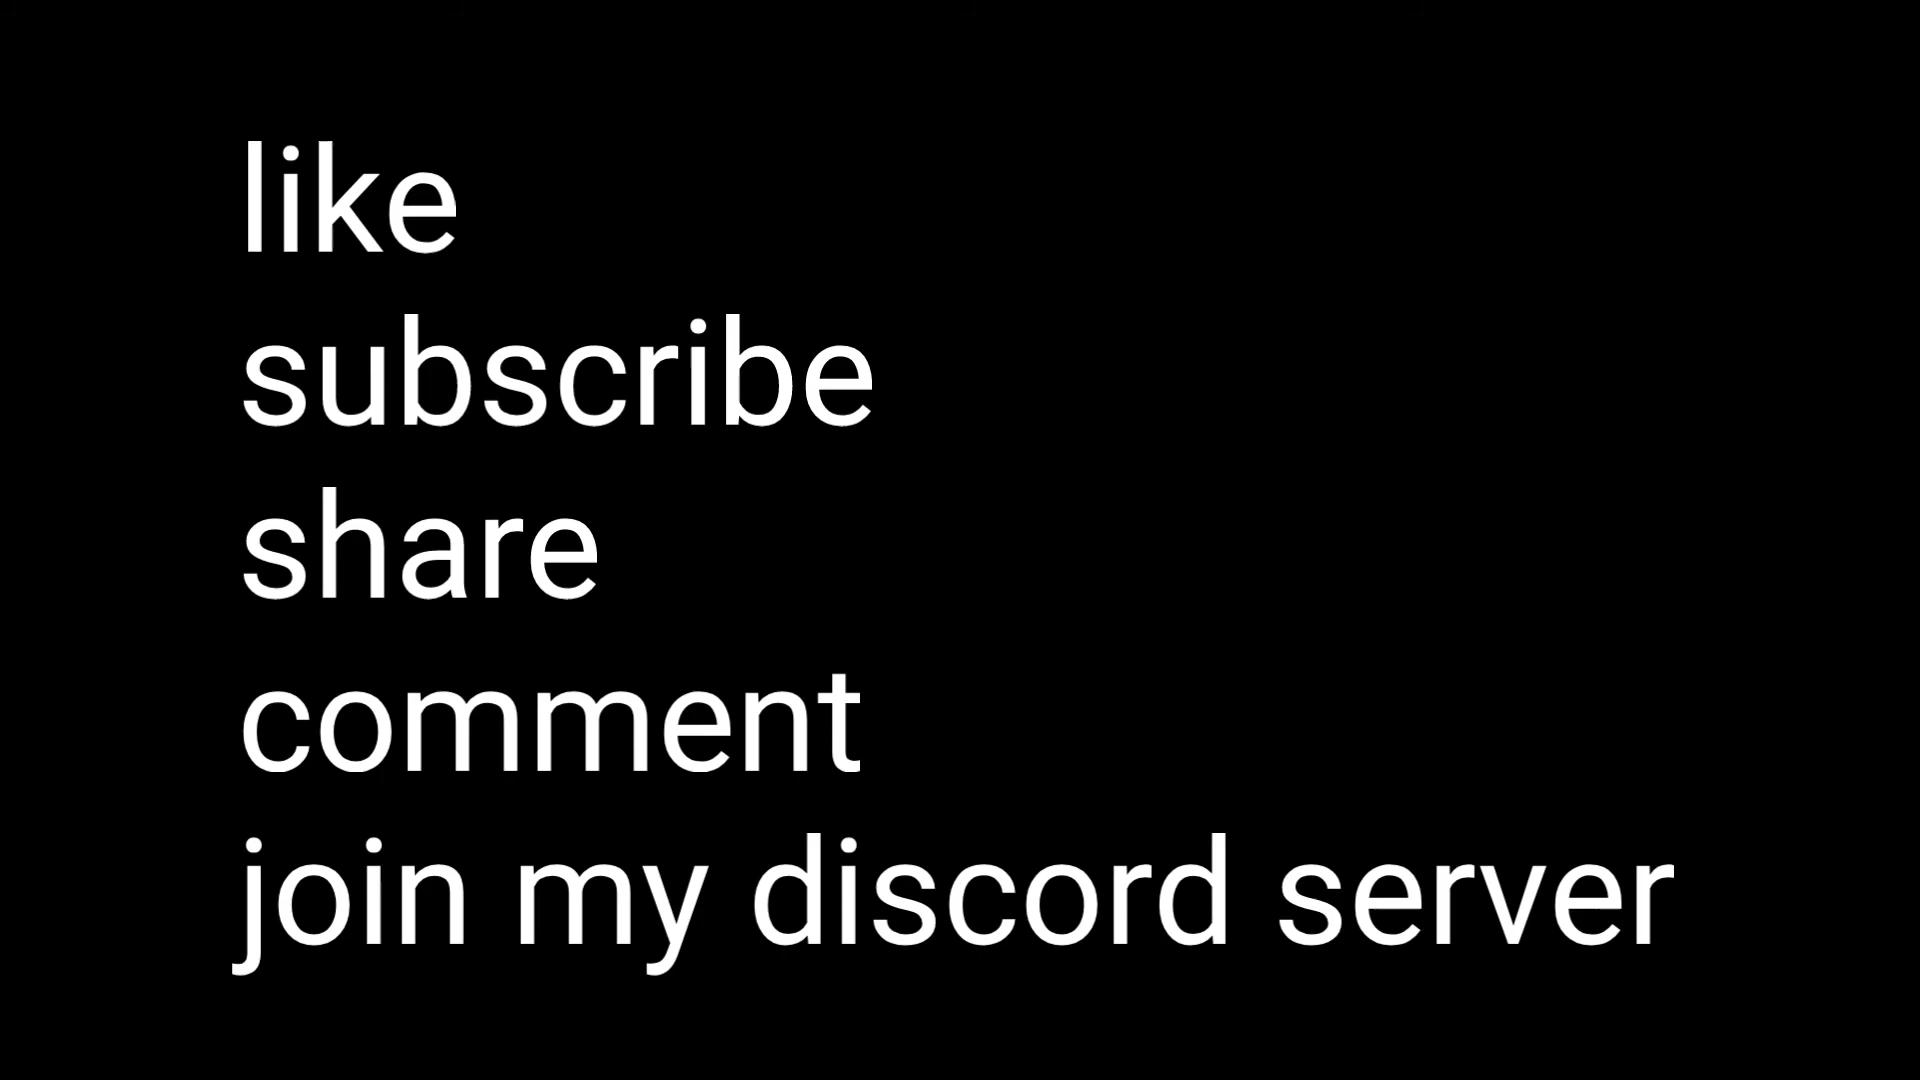 like
subscribe
share
comment
join my discord server